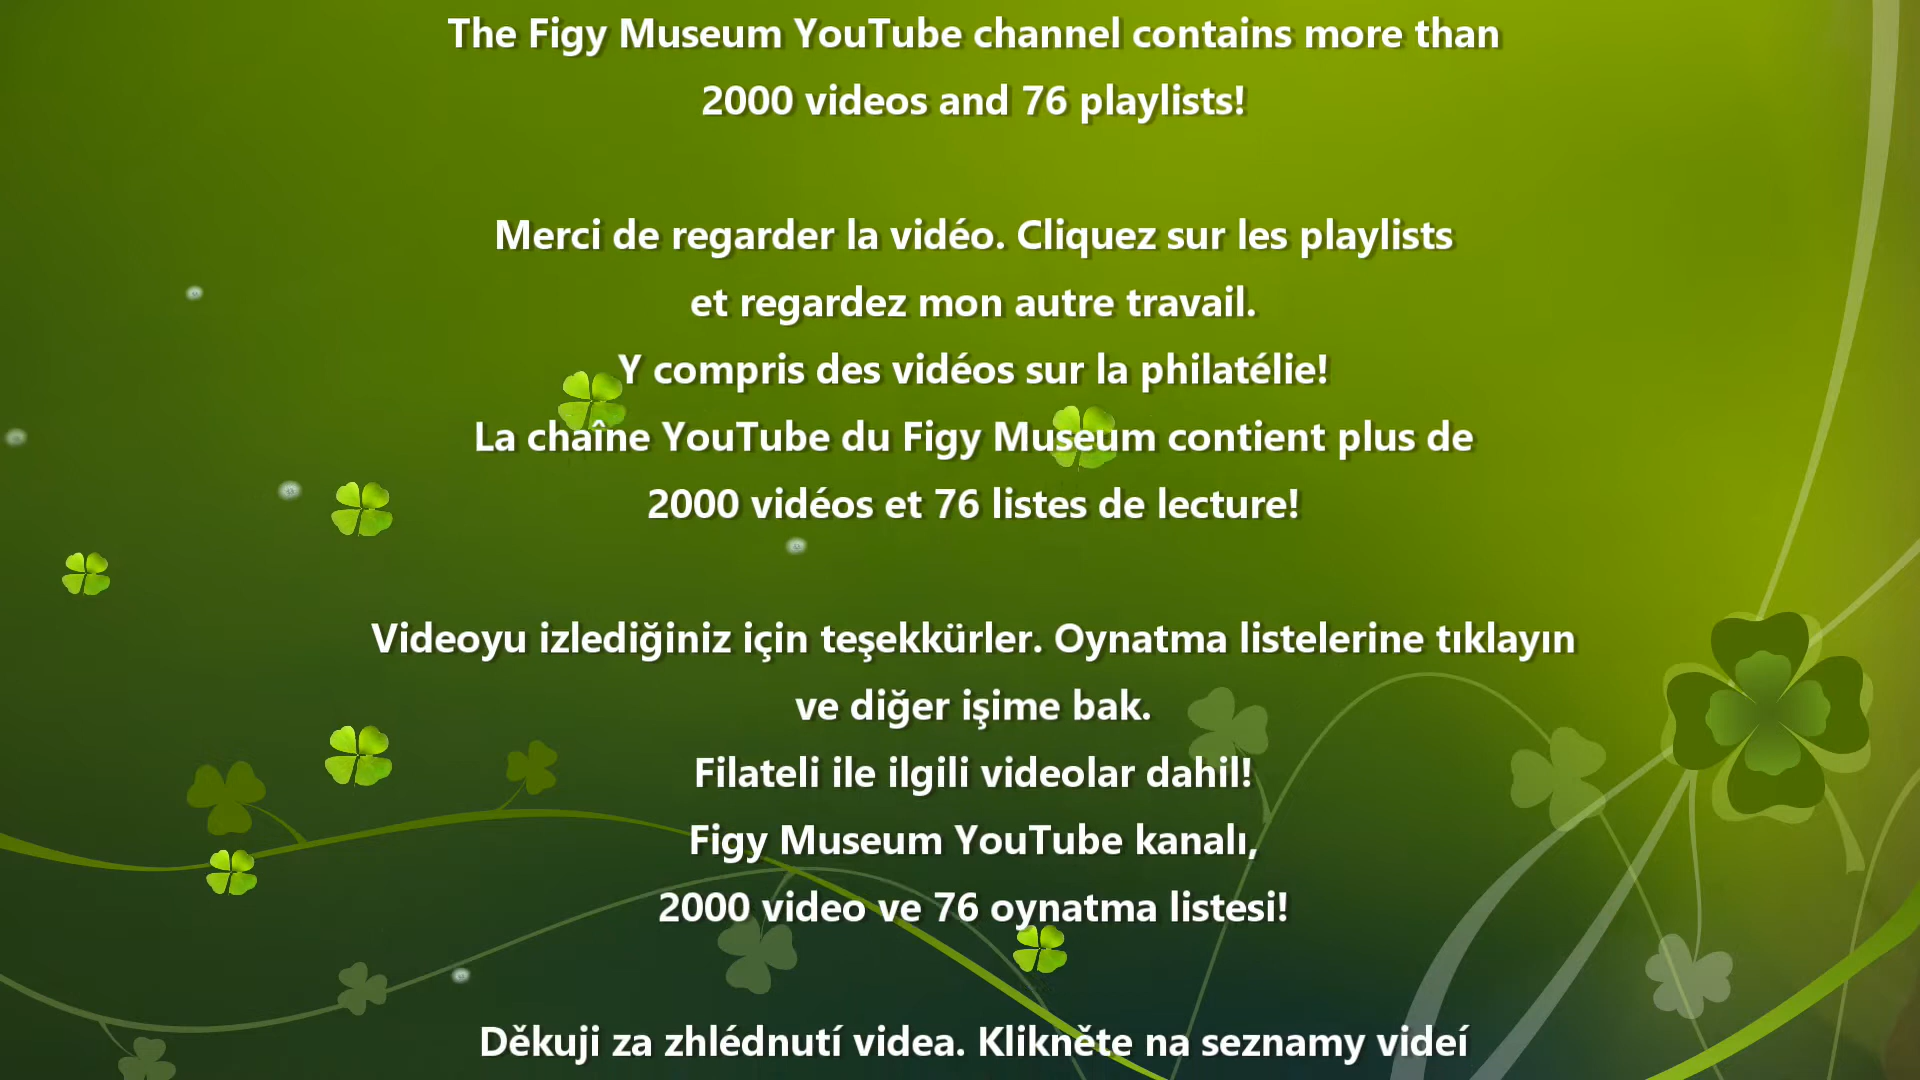 The Figy Museum YouTube channel contains more than
2000 videos and 76 playlists!
Merci de regarder la vidéo. Cliquez sur les playlists
et regardez mon autre travail.
Y compris des vidéos sur la philatélie!
La chaîne YouTube du Figy Museum contient plus de
2000 vidéos et 76 listes de lecture!
Videoyu izlediğiniz için teşekkürler. Oynatma listelerine tıklayın
ve diğer işime bak.
Filateli ile ilgili videolar dahil!
Figy Museum YouTube kanalı,
2000 video ve 76 oynatma listesi!
Děkuji za zhlédnutí videa. Klikněte na seznamy videí